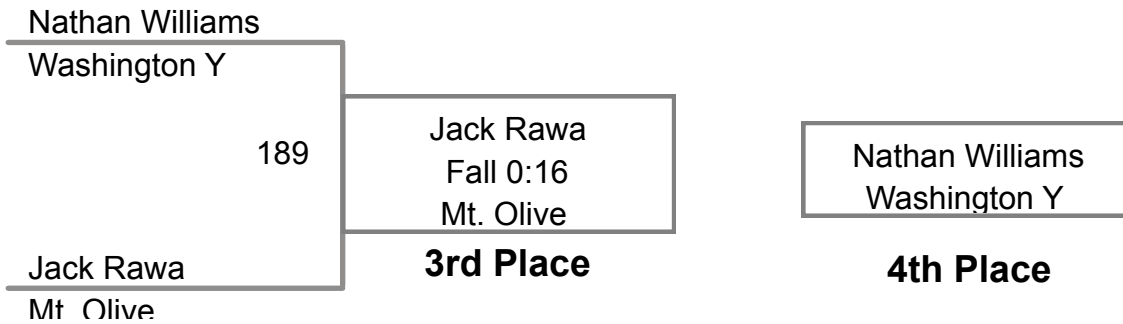 Nathan Williams
Washington Y
189
Jack Rawa
Mt. Olive
Jack Rawa
Fall 0:16
Mt. Olive
3rd Place
Nathan Williams
Washington Y
4th Place